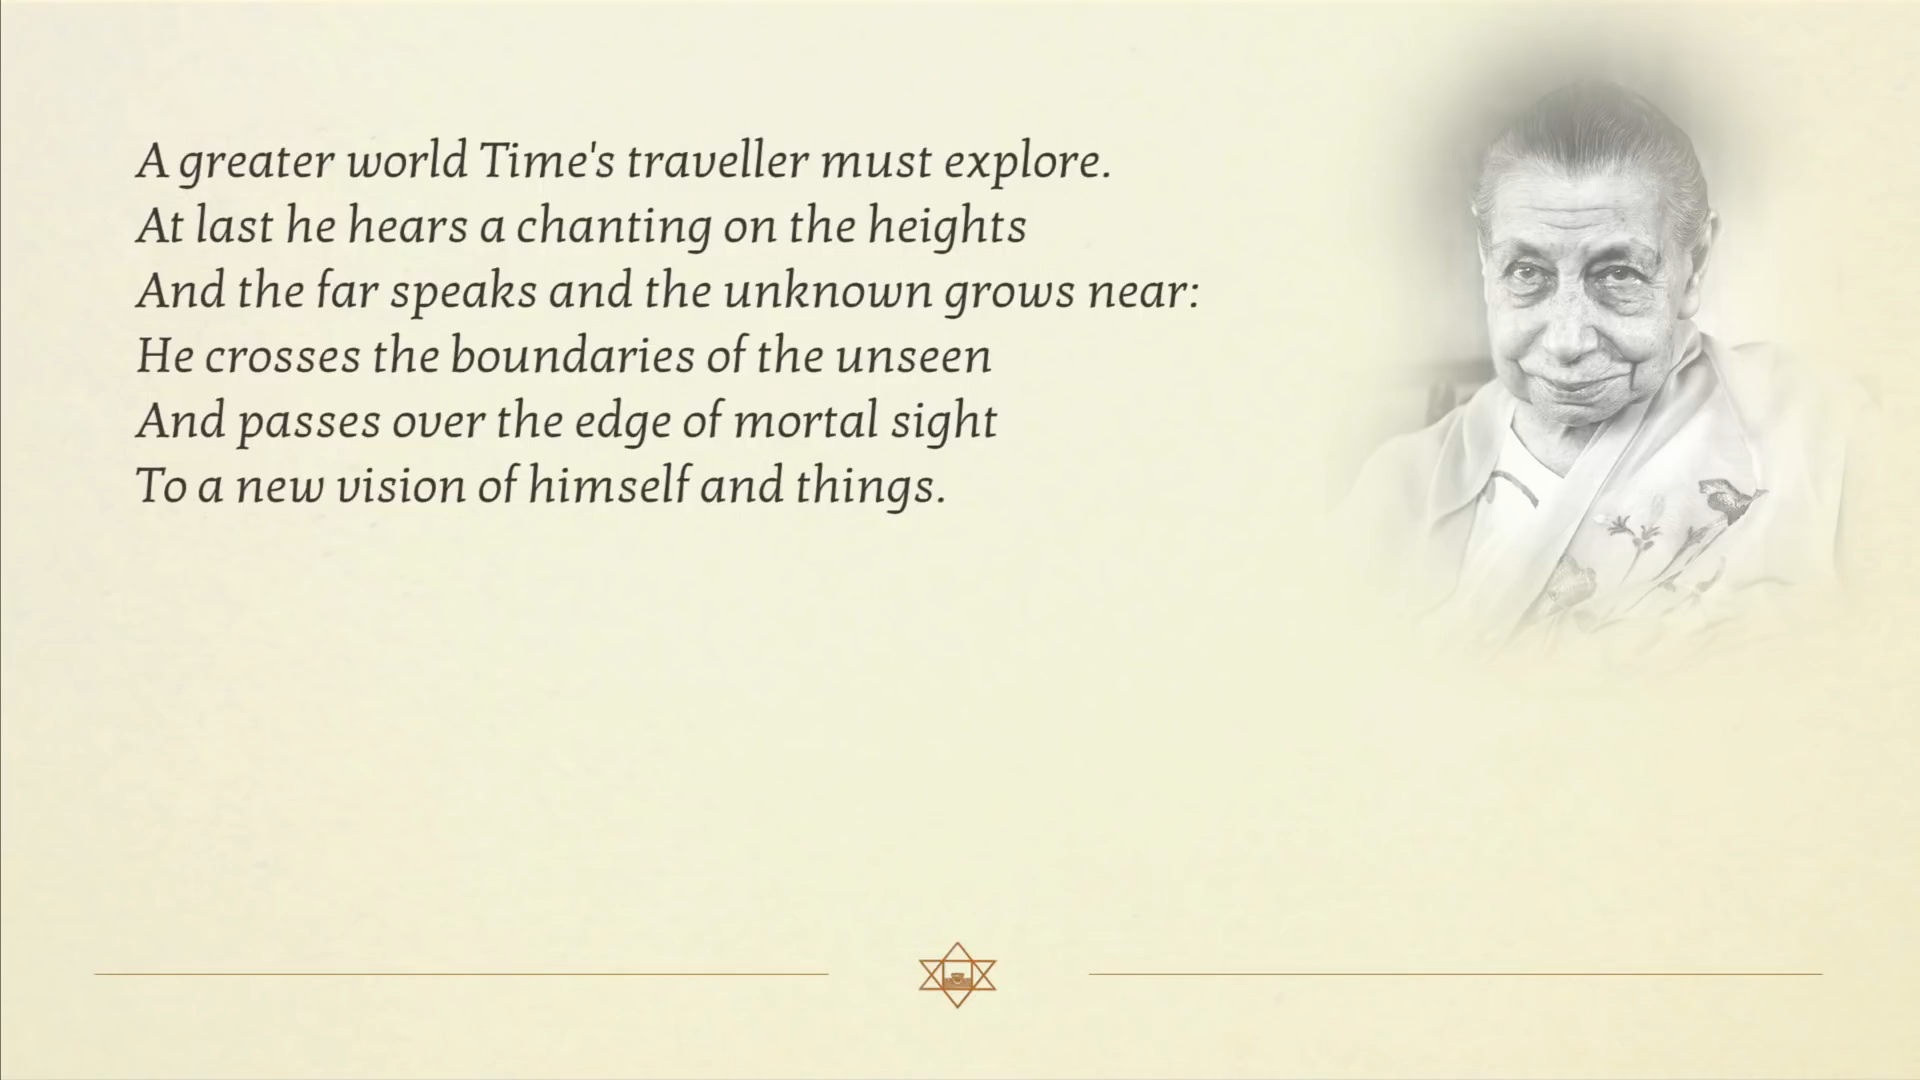 A greater world Time's traveller must explore.
At last he hears a chanting on the heights
And the far speaks and the unknown grows near:
He crosses the boundaries of the unseen
And passes over the edge of mortal sight
To a new vision of himself and things.